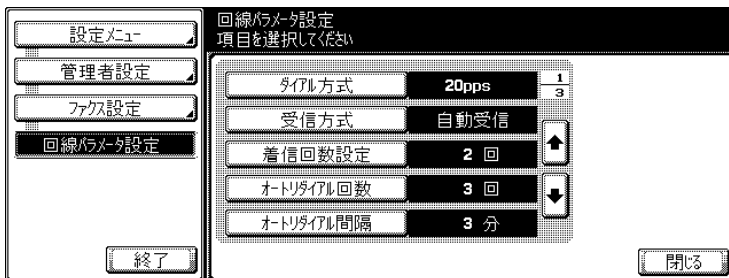 設定メニュー
管理者設定
ファクス設定
回線パラメータ設定
終了
回線パラメータ設定
項目を選択してください
ダイアル方式 20pps
1
3
受信方式 自動受信
着信回数設定 2 回
オートリダイアル回数 3 回
オートリダイアル間隔 3 分
閉じる